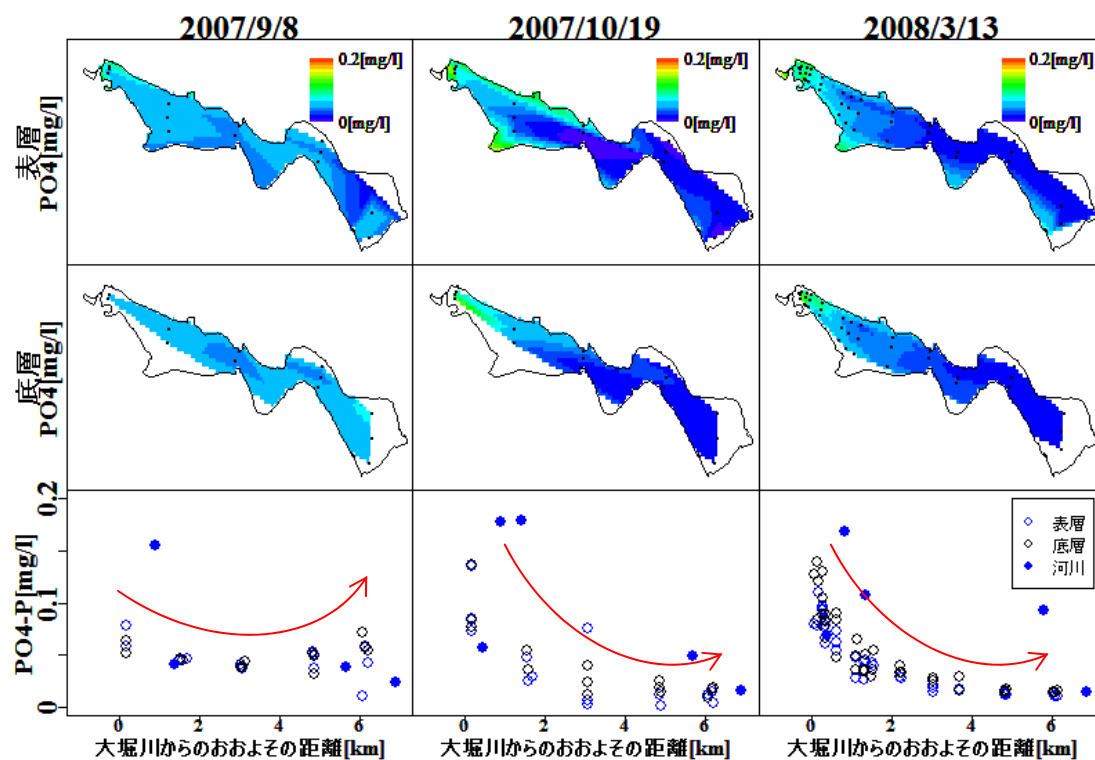 2007/9/8
2007/10/19
2008/3/13
表層
PO4[mg/l]
0.2[mg/l]
0[mg/l]
0.2[mg/l]
0[mg/l]
0.2[mg/l]
0[mg/l]
底層
PO4[mg/l]
PO4-P[mg/l]
0.2
0.1
0
表層
底層
河川
0 2 4 6
0 2 4 6
0 2 4 6
大堀川からのおおよその距離[km]
大堀川からのおおよその距離[km]
大堀川からのおおよその距離[km]